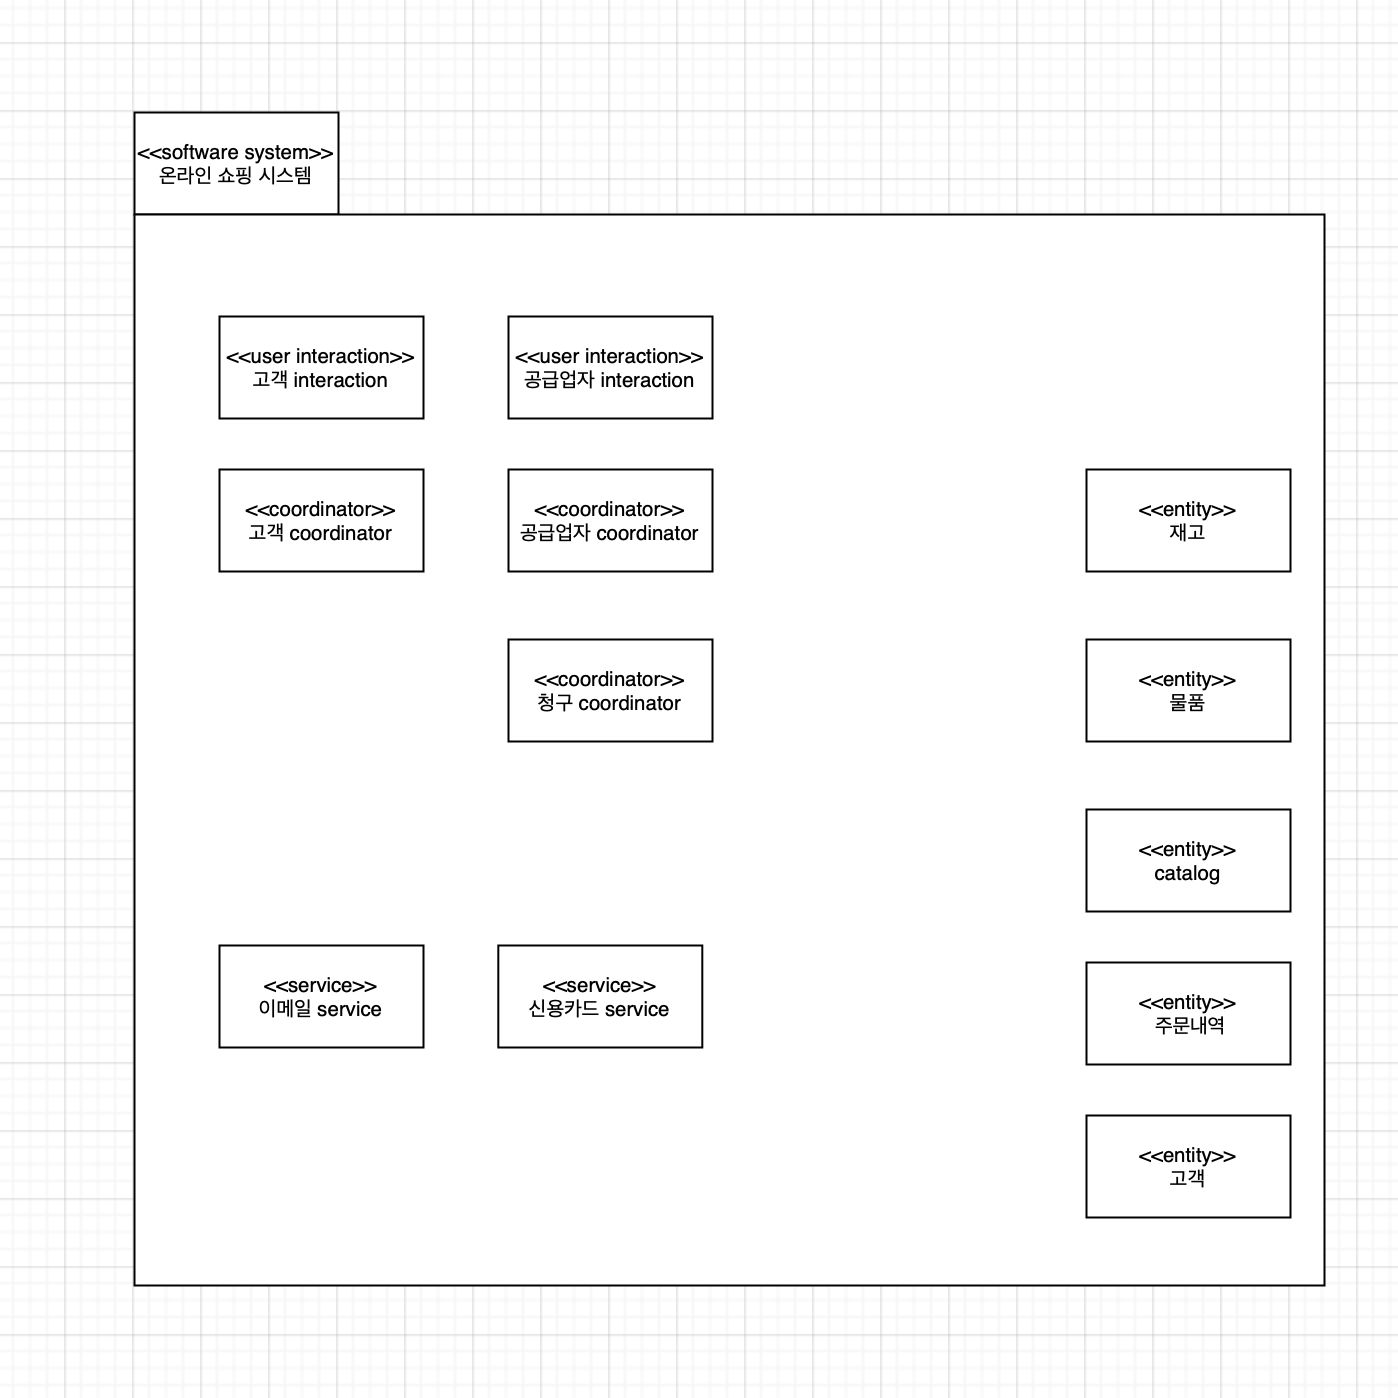 <<software system>>
온라인 쇼핑 시스템
<<user interaction>>
고객 interaction
<<user interaction>>
공급업자 interaction
<<coordinator>>
고객 coordinator
<<coordinator>>
공급업자 coordinator
<<entity>>
재고
<<coordinator>>
청구 coordinator
<<entity>>
물품
<<entity>>
catalog
<<service>>
이메일 service
<<service>>
신용카드 service
<<entity>>
주문내역
<<entity>>
고객